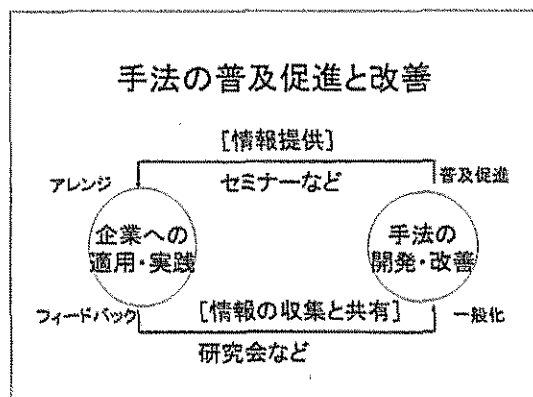 手法の普及促進と改善
[情報提供]
アレンジ
セミナーなど
普及促進
企業への
適用・実践
手法の
開発・改善
フィードバック
[情報の収集と共有]
一般化
研究会など